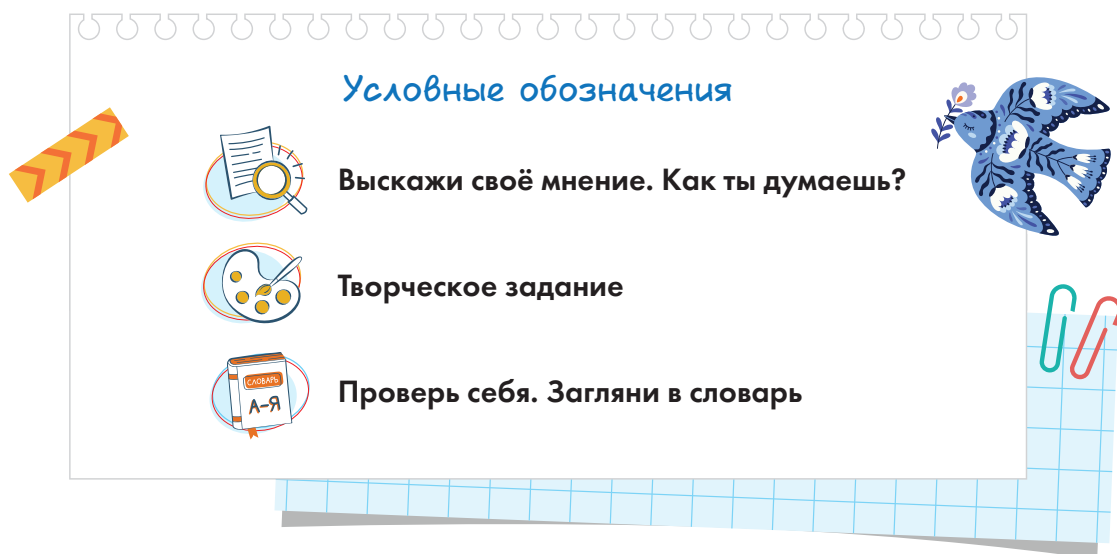 Условные обозначения
Выскажи своё мнение. Как ты думаешь?
Творческое задание
СЛОВАРЬ
А–Я
Проверь себя. Загляни в словарь